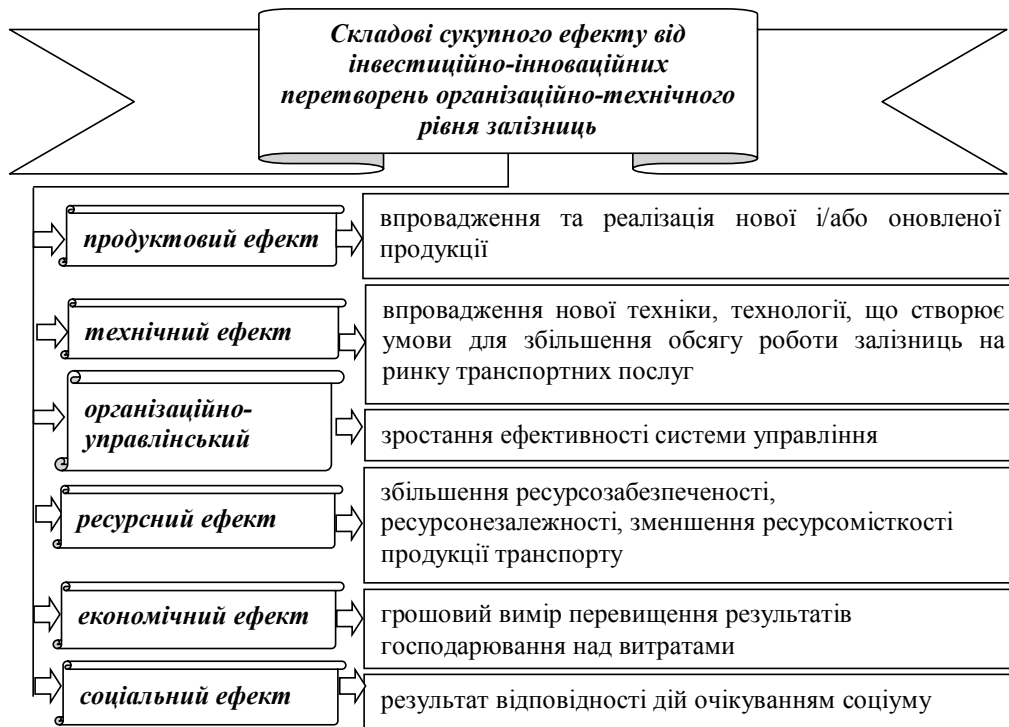 Складові сукупного ефекту від
інвестиційно-інноваційних
перетворень організаційно-технічного
рівня залізниць
продуктовий ефект
впровадження та реалізація нової і/або оновленої
продукції
технічний ефект
впровадження нової техніки, технології, що створює
умови для збільшення обсягу роботи залізниць на
ринку транспортних послуг
організаційно-
управлінський
зростання ефективності системи управління
ресурсний ефект
збільшення ресурсозабезпеченості,
ресурсонезалежності, зменшення ресурсомісткості
продукції транспорту
економічний ефект
грошовий вимір перевищення результатів
господарювання над витратами
соціальний ефект
результат відповідності дій очікуванням соціуму